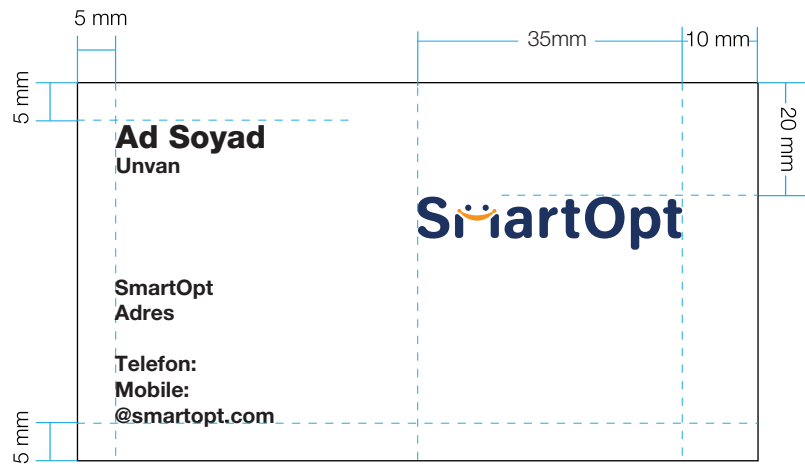 5 mm
35mm
10 mm
5 mm
20 mm
Ad Soyad
Unvan
SmartOpt
SmartOpt
Adres
Telefon:
Mobile:
@smartopt.com
5 mm